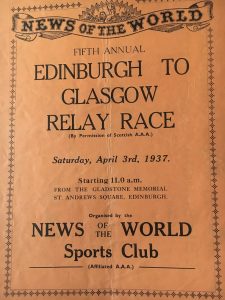 NEWS OF THE WORLD
FIFTH ANNUAL
EDINBURGH TO
GLASGOW
RELAY RACE
(By Permission of Scottish A.A.A.)
Saturday, April 3rd, 1937.
Starting 11.0 a.m.
FROM THE GLADSTONE MEMORIAL
ST ANDREWS SQUARE, EDINBURGH.
Organised by the
NEWS OF THE WORLD
Sports Club
(Affiliated A.A.A.)